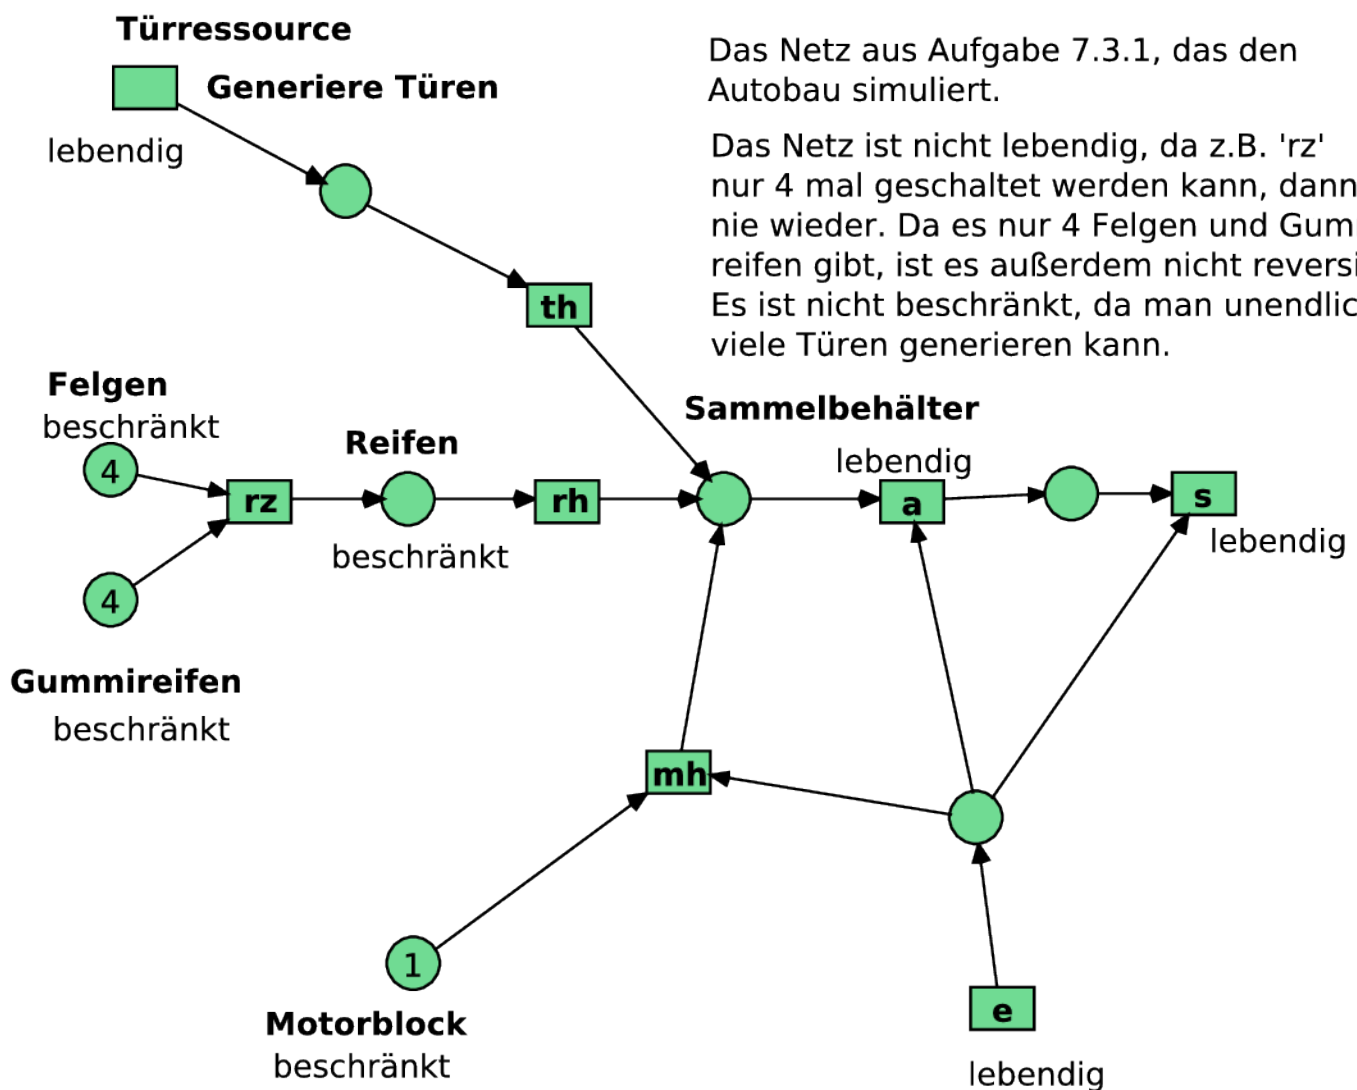 Türressource
Generiere Türen
lebendig
Das Netz aus Aufgabe 7.3.1, das den
Autobau simuliert.
Das Netz ist nicht lebendig, da z.B. 'rz'
nur 4 mal geschaltet werden kann, dann
nie wieder. Da es nur 4 Felgen und Gum
reifen gibt, ist es außerdem nicht reversi
Es ist nicht beschränkt, da man unendlic
viele Türen generieren kann.
th
Felgen
beschränkt
4
Reifen
Sammelbehälter
lebendig
rz
rh
a
s
beschränkt
lebendig
4
Gummireifen
beschränkt
mh
1
Motorblock
beschränkt
e
lebendig